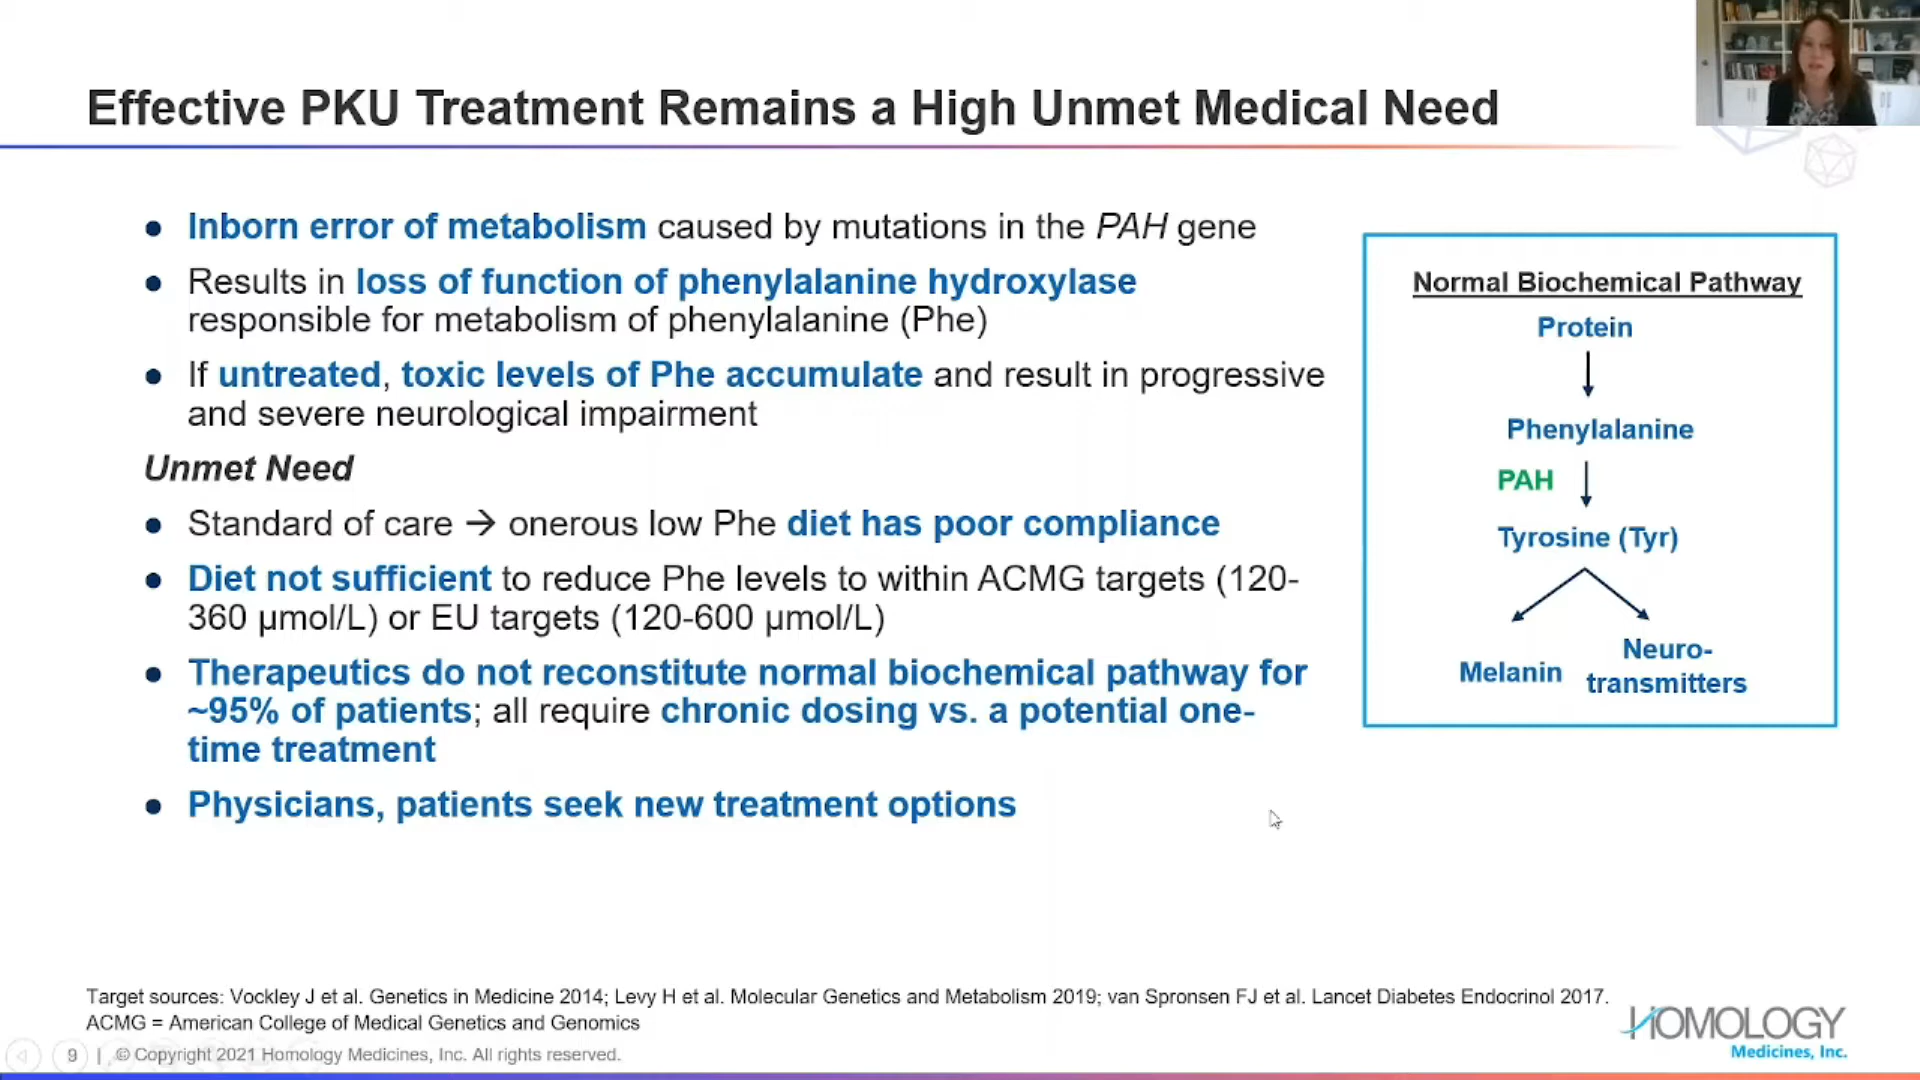 Effective PKU Treatment Remains a High Unmet Medical Need
● Inborn error of metabolism caused by mutations in the PAH gene
● Results in loss of function of phenylalanine hydroxylase
responsible for metabolism of phenylalanine (Phe)
● If untreated, toxic levels of Phe accumulate and result in progressive
and severe neurological impairment
Unmet Need
● Standard of care → onerous low Phe diet has poor compliance
● Diet not sufficient to reduce Phe levels to within ACMG targets (120-
360 μmol/L) or EU targets (120-600 μmol/L)
● Therapeutics do not reconstitute normal biochemical pathway for
~95% of patients; all require chronic dosing vs. a potential one-
time treatment
● Physicians, patients seek new treatment options
Normal Biochemical Pathway
Protein
Phenylalanine
PAH
Tyrosine (Tyr)
Melanin
Neuro-
transmitters
Target sources: Vockley J et al. Genetics in Medicine 2014; Levy H et al. Molecular Genetics and Metabolism 2019; van Spronsen FJ et al. Lancet Diabetes Endocrinol 2017.
ACMG = American College of Medical Genetics and Genomics
9 | © Copyright 2021 Homology Medicines, Inc. All rights reserved.
HOMOLOGY
Medicines, Inc.